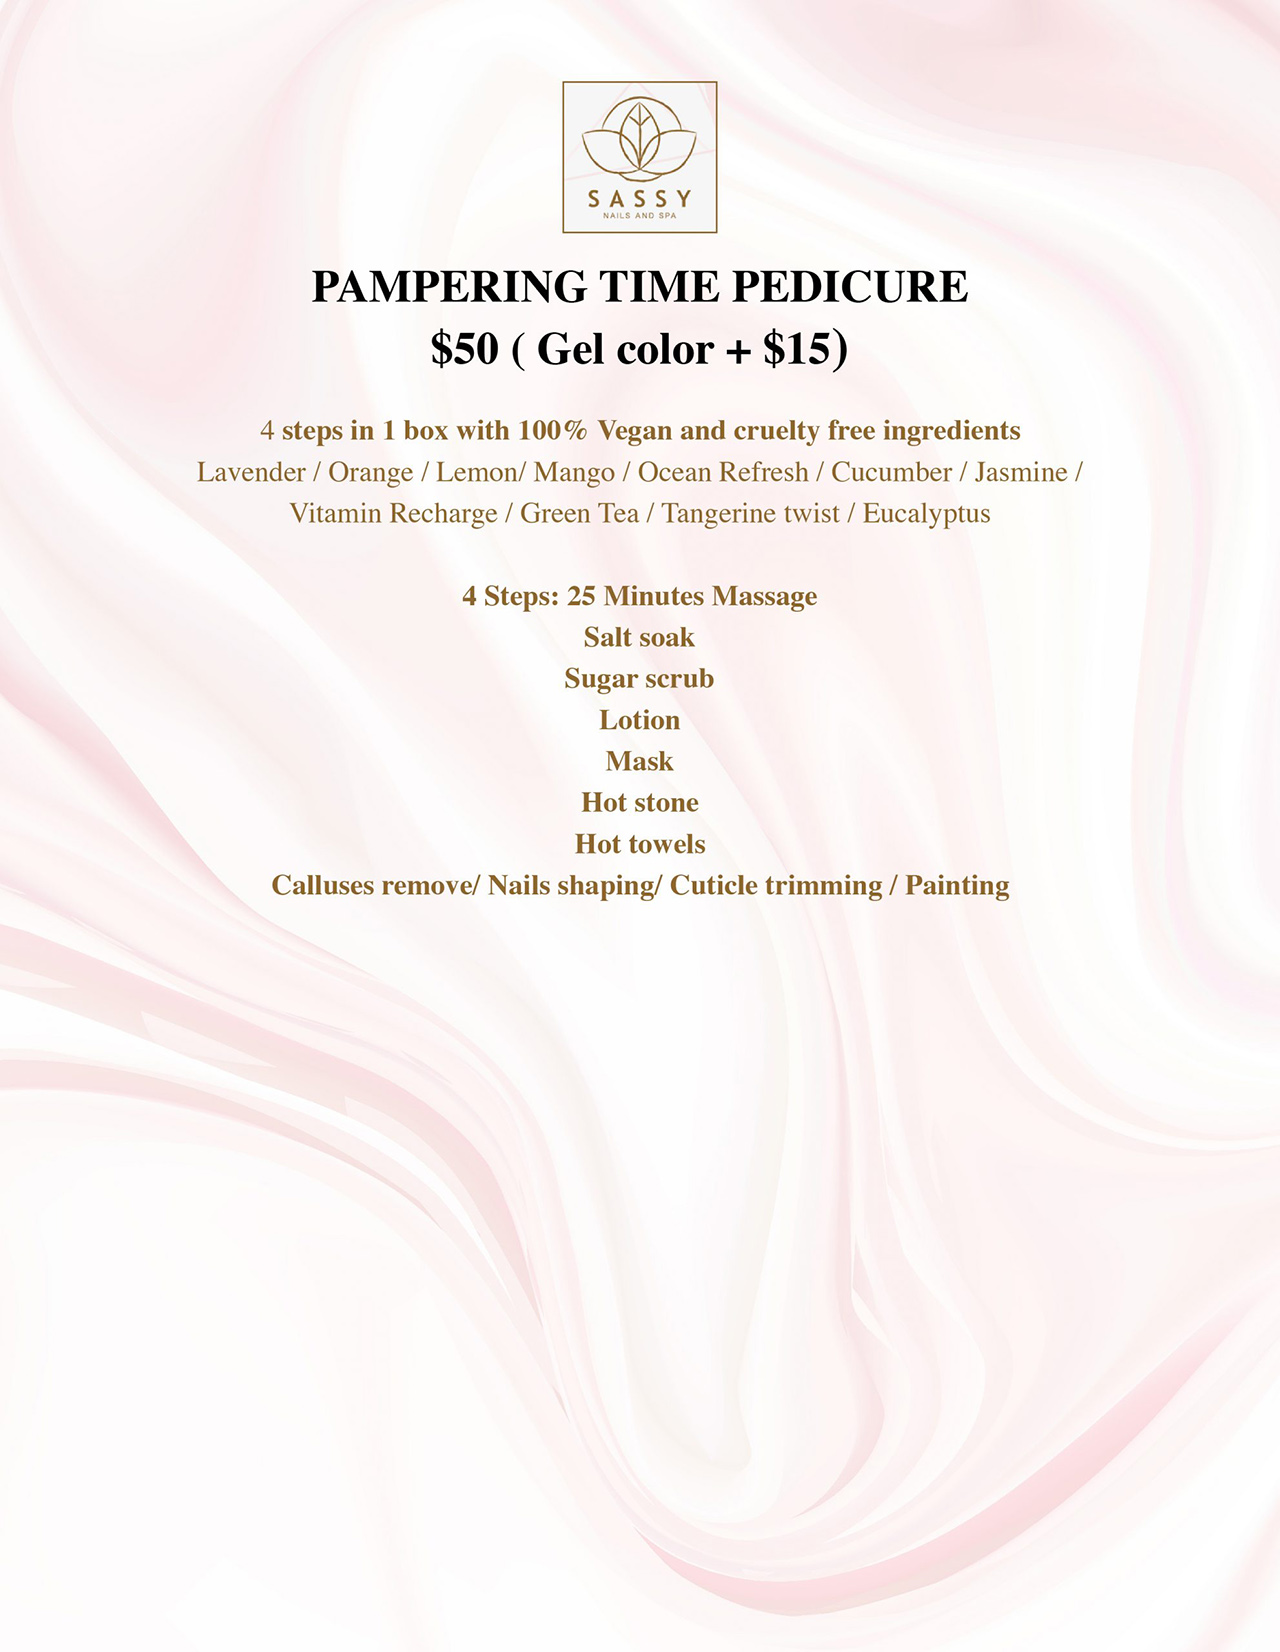 SASSY
NAILS AND SPA
PAMPERING TIME PEDICURE
$50 ( Gel color + $15)
4 steps in 1 box with 100% Vegan and cruelty free ingredients
Lavender / Orange / Lemon/ Mango / Ocean Refresh / Cucumber / Jasmine /
Vitamin Recharge / Green Tea / Tangerine twist / Eucalyptus
4 Steps: 25 Minutes Massage
Salt soak
Sugar scrub
Lotion
Mask
Hot stone
Hot towels
Calluses remove/ Nails shaping/ Cuticle trimming / Painting